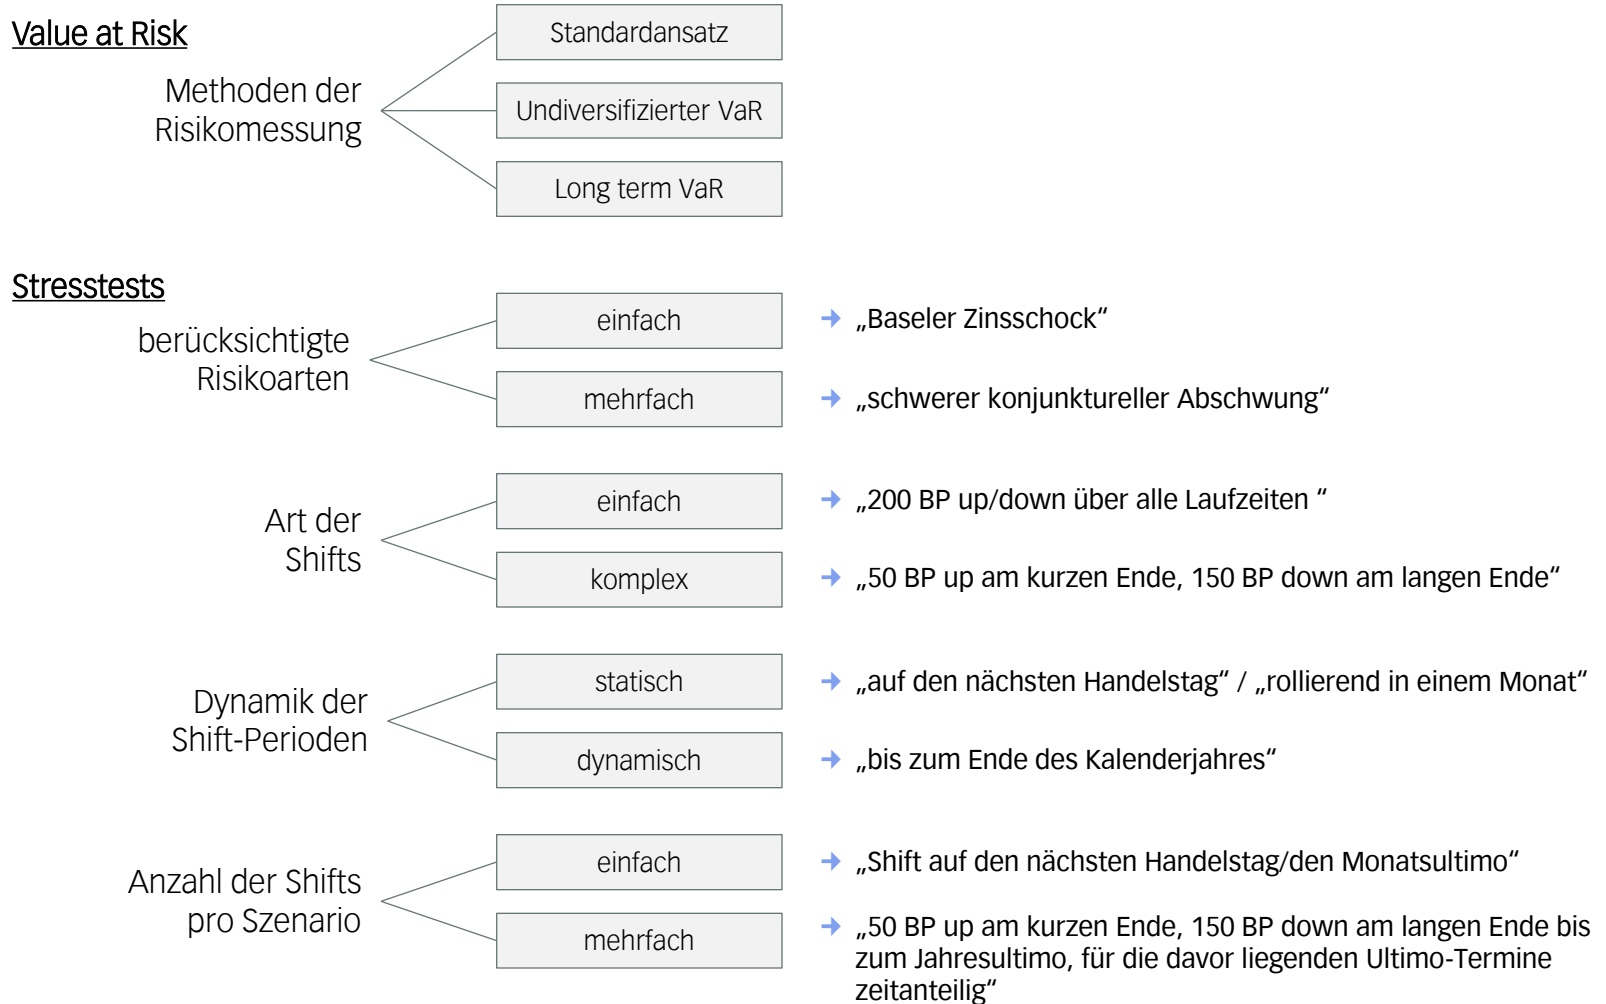 Value at Risk
Methoden der
Risikomessung
Standardansatz
Undiversifizierter VaR
Long term VaR
Stresstests
berücksichtigte
Risikoarten
einfach
„Baseler Zinsschock“
mehrfach
„schwerer konjunktureller Abschwung“
Art der
Shifts
einfach
„200 BP up/down über alle Laufzeiten “
komplex
„50 BP up am kurzen Ende, 150 BP down am langen Ende“
Dynamik der
Shift-Perioden
statisch
„auf den nächsten Handelstag“ / „rollierend in einem Monat“
dynamisch
„bis zum Ende des Kalenderjahres“
Anzahl der Shifts
pro Szenario
einfach
„Shift auf den nächsten Handelstag/den Monatsultimo“
mehrfach
„50 BP up am kurzen Ende, 150 BP down am langen Ende bis
zum Jahresultimo, für die davor liegenden Ultimo-Termine
zeitanteilig“